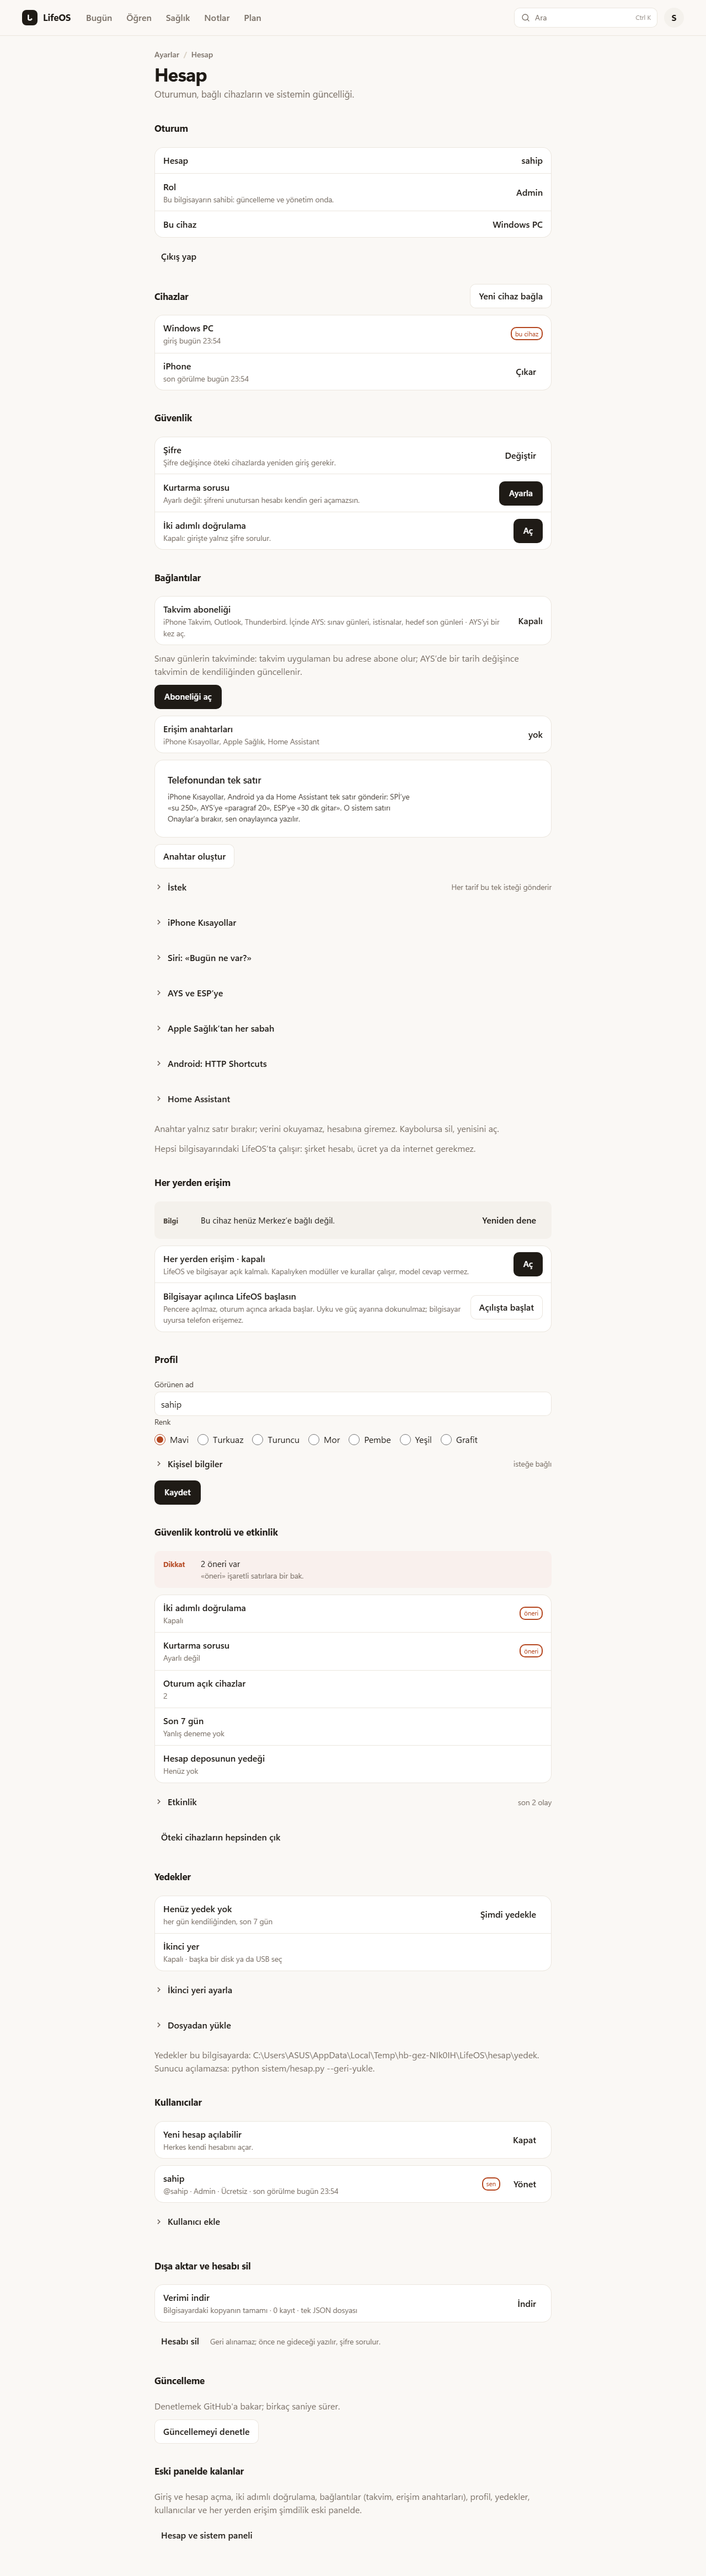 LifeOS Bugün Öğren Sağlık Notlar Plan Ara Ctrl K S
Ayarlar / Hesap
Hesap
Oturumun, bağlı cihazların ve sistemin güncelliği.
Oturum
Hesap sahip
Rol
Bu bilgisayarın sahibi: güncelleme ve yönetim onda.
Admin
Bu cihaz Windows PC
Çıkış yap
Cihazlar Yeni cihaz bağla
Windows PC
giriş bugün 23:54
bu cihaz
iPhone
son görülme bugün 23:54
Çıkar
Güvenlik
Şifre
Şifre değişince öteki cihazlarda yeniden giriş gerekir.
Değiştir
Kurtarma sorusu
Ayarlı değil: şifreni unutursan hesabı kendin geri açamazsın.
Ayarla
İki adımlı doğrulama
Kapalı: girişte yalnız şifre sorulur.
Aç
Bağlantılar
Takvim aboneliği
iPhone Takvim, Outlook, Thunderbird. İçinde AYS: sınav günleri, istisnalar, hedef son günleri · AYS'yi bir
kez aç.
Kapalı
Sınav günlerin takviminde: takvim uygulaman bu adrese abone olur; AYS'de bir tarih değişince
takvimin de kendiliğinden güncellenir.
Aboneliği aç
Erişim anahtarları
iPhone Kısayollar, Apple Sağlık, Home Assistant
yok
Telefonundan tek satır
iPhone Kısayollar, Android ya da Home Assistant tek satır gönderir: SPİ'ye
«su 250», AYS'ye «paragraf 20», ESP'ye «30 dk gitar». O sistem satırı
Onaylar'a bırakır, sen onaylayınca yazılır.
Anahtar oluştur
İstek Her tarif bu tek isteği gönderir
iPhone Kısayollar
Siri: «Bugün ne var?»
AYS ve ESP'ye
Apple Sağlık'tan her sabah
Android: HTTP Shortcuts
Home Assistant
Anahtar yalnız satır bırakır; verini okuyamaz, hesabına giremez. Kaybolursa sil, yenisini aç.
Hepsi bilgisayarındaki LifeOS'ta çalışır: şirket hesabı, ücret ya da internet gerekmez.
Her yerden erişim
Bilgi Bu cihaz henüz Merkez'e bağlı değil. Yeniden dene
Her yerden erişim · kapalı
LifeOS ve bilgisayar açık kalmalı. Kapalıyken modüller ve kurallar çalışır, model cevap vermez.
Aç
Bilgisayar açılınca LifeOS başlasın
Pencere açılmaz, oturum açınca arkada başlar. Uyku ve güç ayarına dokunulmaz; bilgisayar
uyursa telefon erişemez.
Açılışta başlat
Profil
Görünen ad
sahip
Renk
Mavi Turkuaz Turuncu Mor Pembe Yeşil Grafit
Kişisel bilgiler isteğe bağlı
Kaydet
Güvenlik kontrolü ve etkinlik
Dikkat 2 öneri var
«öneri» işaretli satırlara bir bak.
İki adımlı doğrulama
Kapalı
öneri
Kurtarma sorusu
Ayarlı değil
öneri
Oturum açık cihazlar
2
Son 7 gün
Yanlış deneme yok
Hesap deposunun yedeği
Henüz yok
Etkinlik son 2 olay
Öteki cihazların hepsinden çık
Yedekler
Henüz yedek yok
her gün kendiliğinden, son 7 gün
Şimdi yedekle
İkinci yer
Kapalı · başka bir disk ya da USB seç
İkinci yeri ayarla
Dosyadan yükle
Yedekler bu bilgisayarda: C:\Users\ASUS\AppData\Local\Temp\hb-gez-NIk0IH\LifeOS\hesap\yedek.
Sunucu açılamazsa: python sistem/hesap.py --geri-yukle.
Kullanıcılar
Yeni hesap açılabilir
Herkes kendi hesabını açar.
Kapat
sahip
@sahip · Admin · Ücretsiz · son görülme bugün 23:54
sen Yönet
Kullanıcı ekle
Dışa aktar ve hesabı sil
Verimi indir
Bilgisayardaki kopyanın tamamı · 0 kayıt · tek JSON dosyası
İndir
Hesabı sil Geri alınamaz; önce ne gideceği yazılır, şifre sorulur.
Güncelleme
Denetlemek GitHub'a bakar; birkaç saniye sürer.
Güncellemeyi denetle
Eski panelde kalanlar
Giriş ve hesap açma, iki adımlı doğrulama, bağlantılar (takvim, erişim anahtarları), profil, yedekler,
kullanıcılar ve her yerden erişim şimdilik eski panelde.
Hesap ve sistem paneli